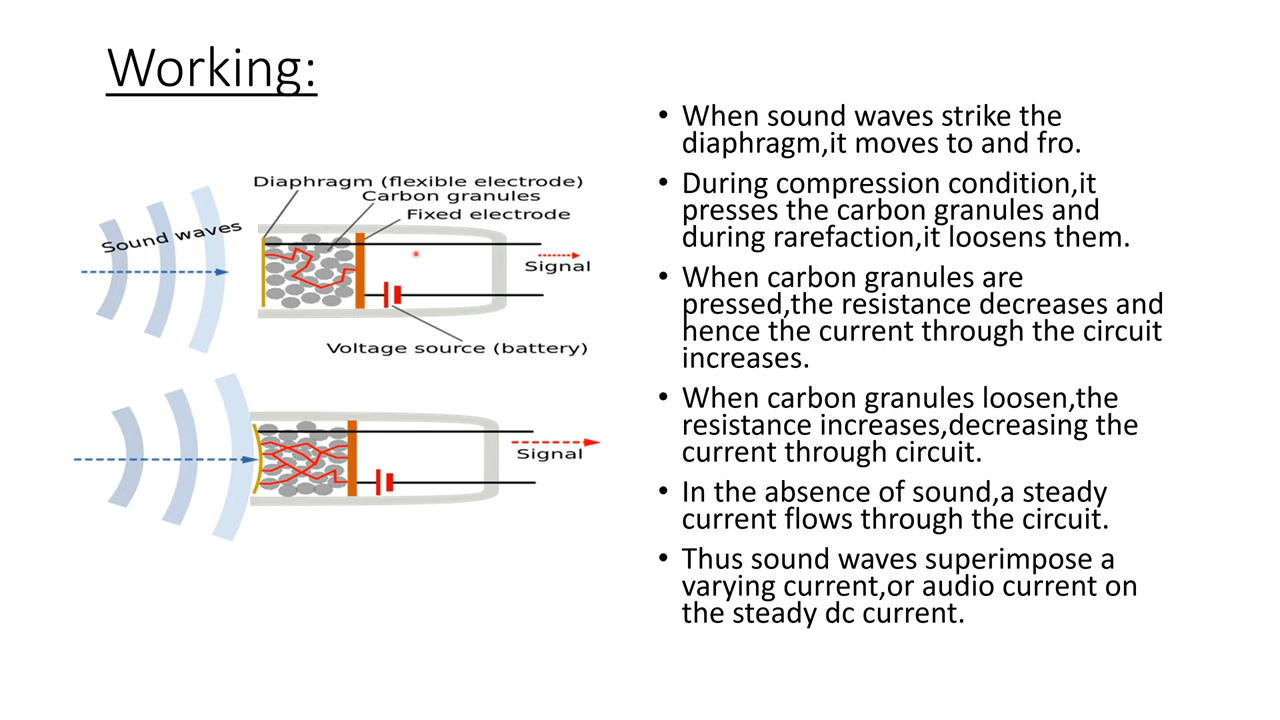 Working:
Diaphragm (flexible electrode)
Carbon granules
Fixed electrode
Sound waves
Signal
Voltage source (battery)
Signal
• When sound waves strike the
diaphragm,it moves to and fro.
• During compression condition,it
presses the carbon granules and
during rarefaction,it loosens them.
• When carbon granules are
pressed,the resistance decreases and
hence the current through the circuit
increases.
• When carbon granules loosen,the
resistance increases,decreasing the
current through circuit.
• In the absence of sound,a steady
current flows through the circuit.
• Thus sound waves superimpose a
varying current,or audio current on
the steady dc current.